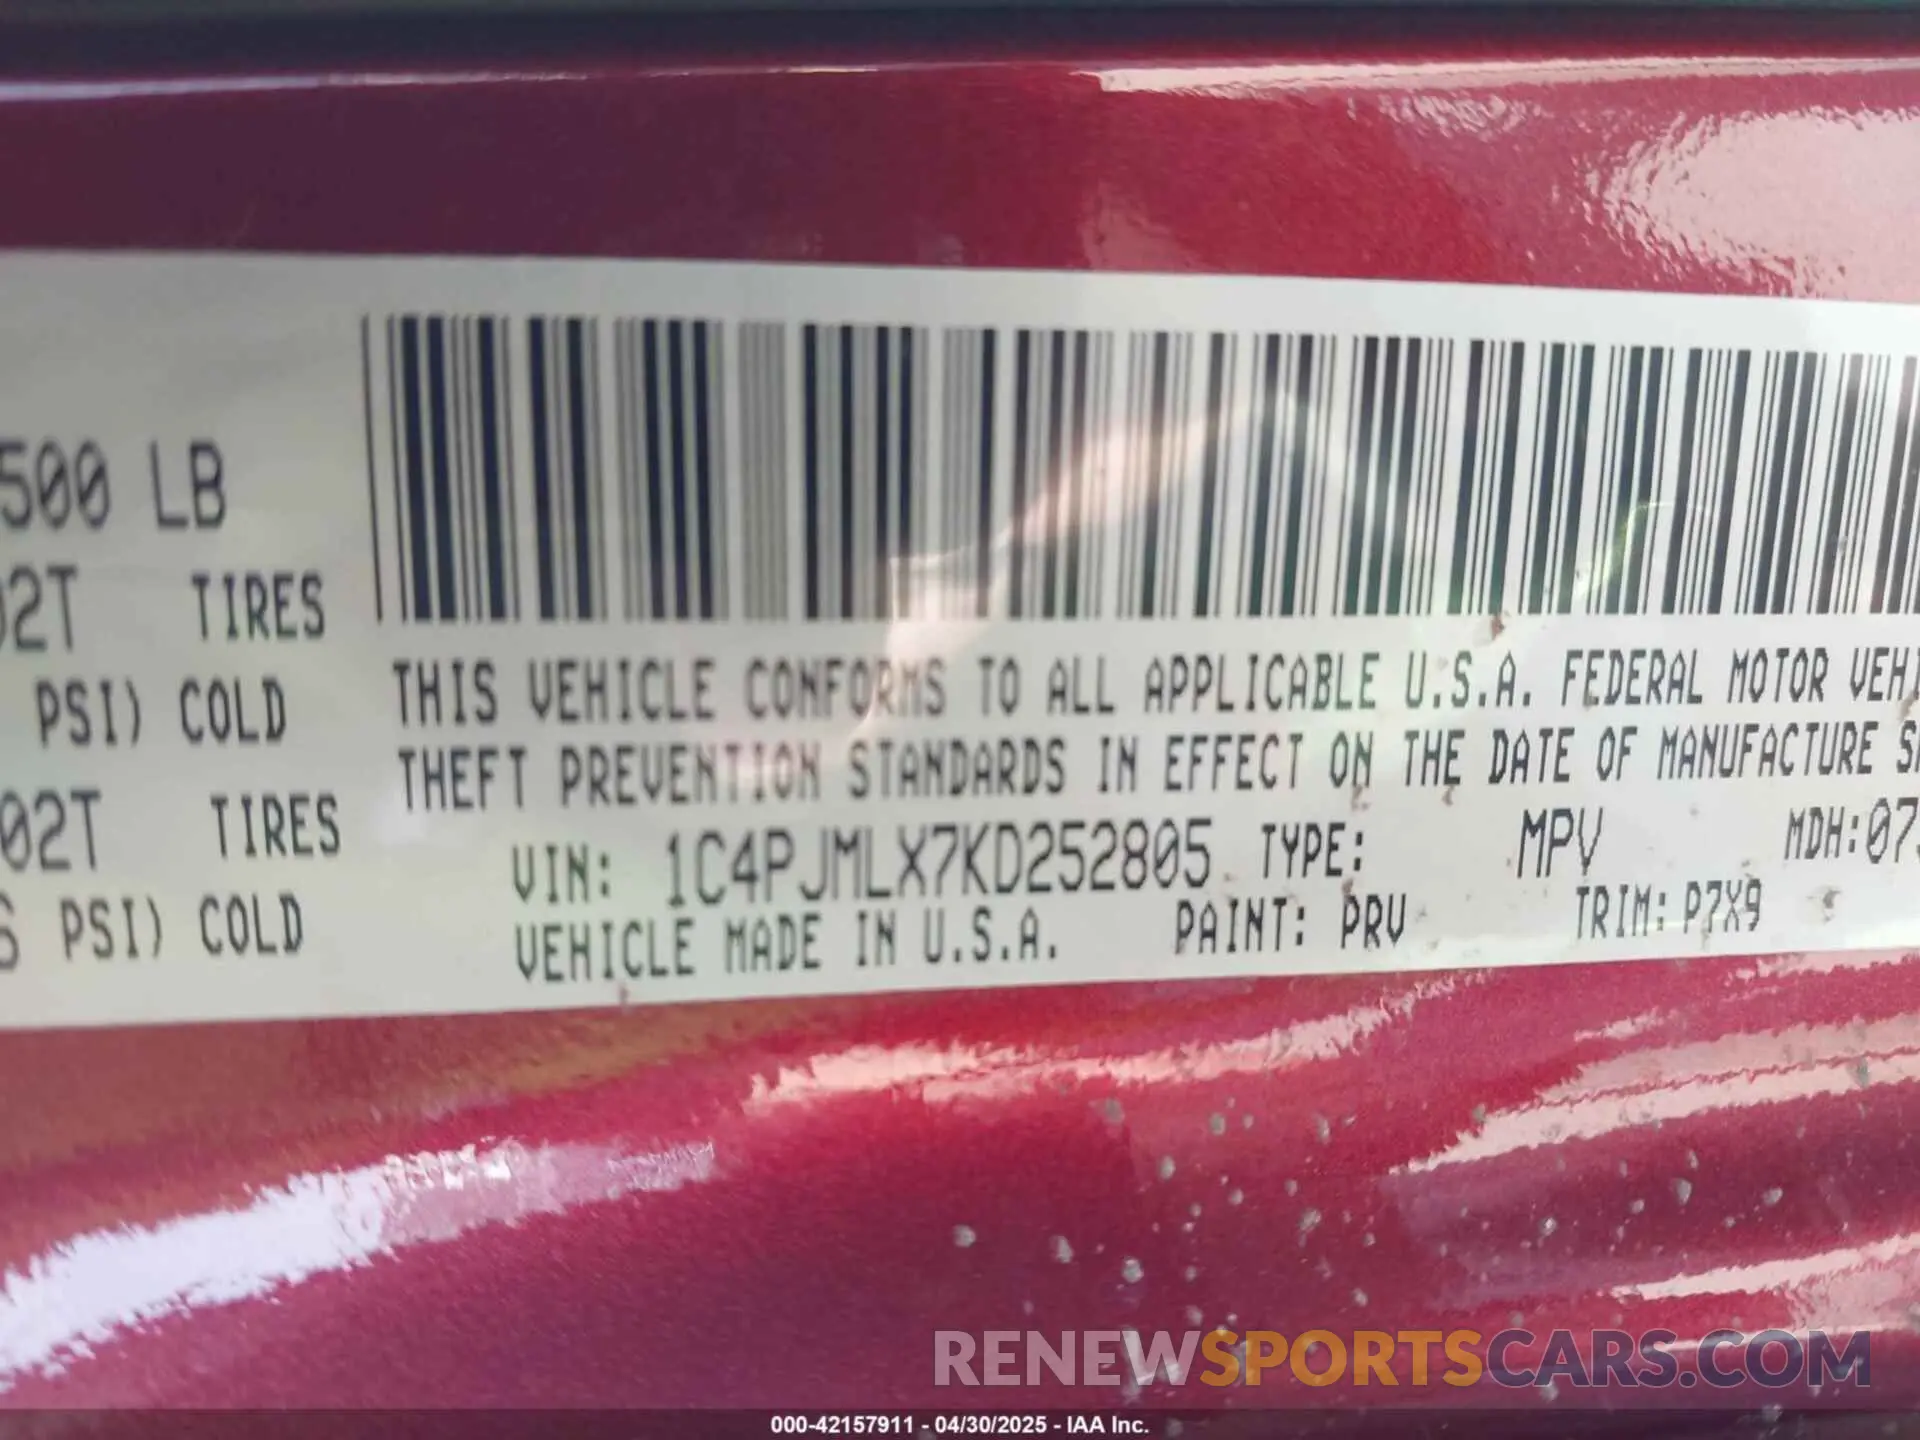 500 LB
02T TIRES
PSI) COLD
02T TIRES
PSI) COLD
THIS VEHICLE CONFORMS TO ALL APPLICABLE U.S.A. FEDERAL MOTOR VEHI
THEFT PREVENTION STANDARDS IN EFFECT ON THE DATE OF MANUFACTURE S
VIN: 1C4PJMLX7KD252805 TYPE: MPV MDH:07
VEHICLE MADE IN U.S.A. PAINT: PRV TRIM: P7X9
RENEWSPORTSCARS.COM
000-42157911 - 04/30/2025 - IAA Inc.